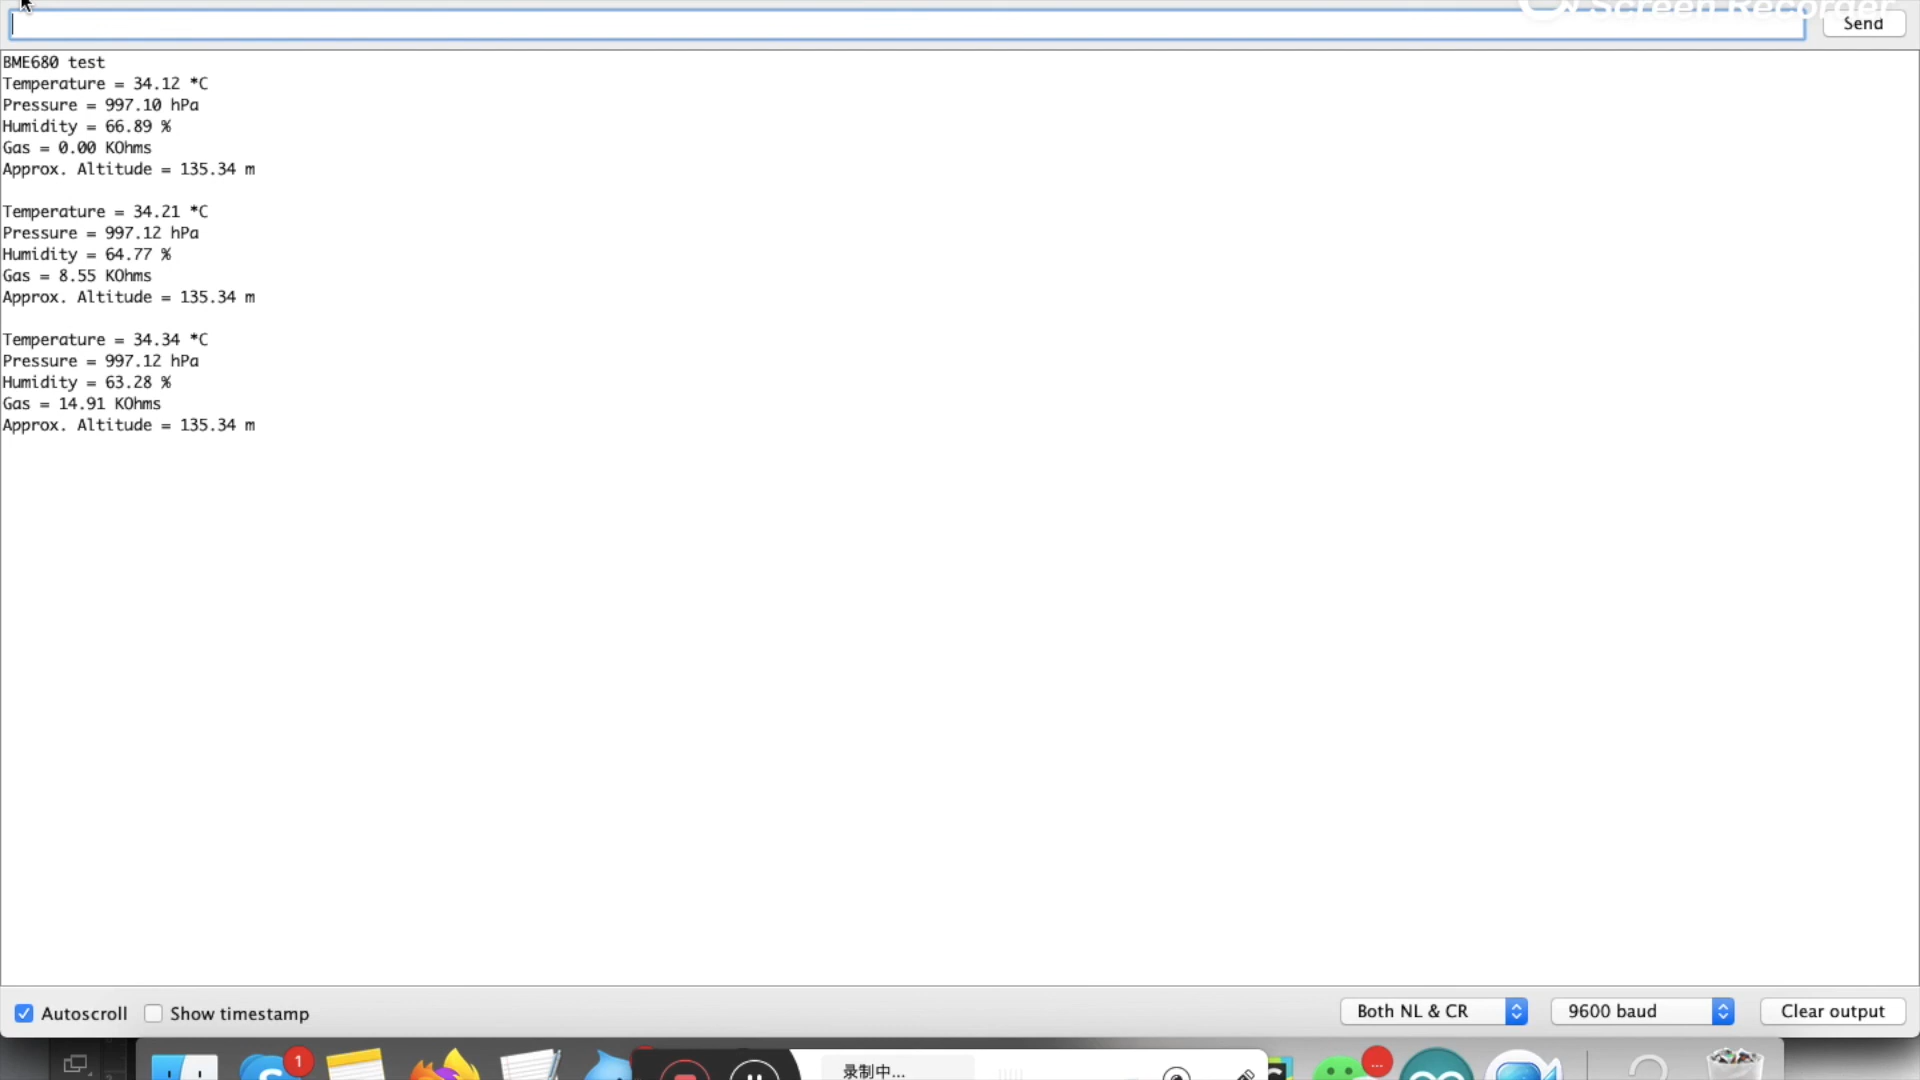 Screen Recorder
Send
BME680 test
Temperature = 34.12 *C
Pressure = 997.10 hPa
Humidity = 66.89 %
Gas = 0.00 KOhms
Approx. Altitude = 135.34 m
Temperature = 34.21 *C
Pressure = 997.12 hPa
Humidity = 64.77 %
Gas = 8.55 KOhms
Approx. Altitude = 135.34 m
Temperature = 34.34 *C
Pressure = 997.12 hPa
Humidity = 63.28 %
Gas = 14.91 KOhms
Approx. Altitude = 135.34 m
Autoscroll Show timestamp Both NL & CR 9600 baud Clear output
1 录制中... ...